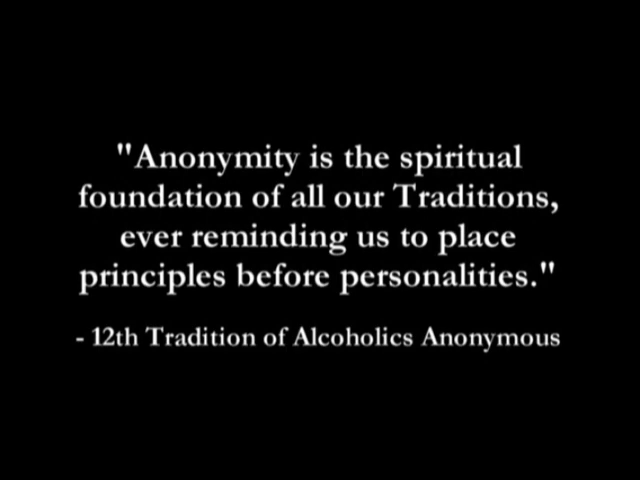 "Anonymity is the spiritual
foundation of all our Traditions,
ever reminding us to place
principles before personalities."
- 12th Tradition of Alcoholics Anonymous